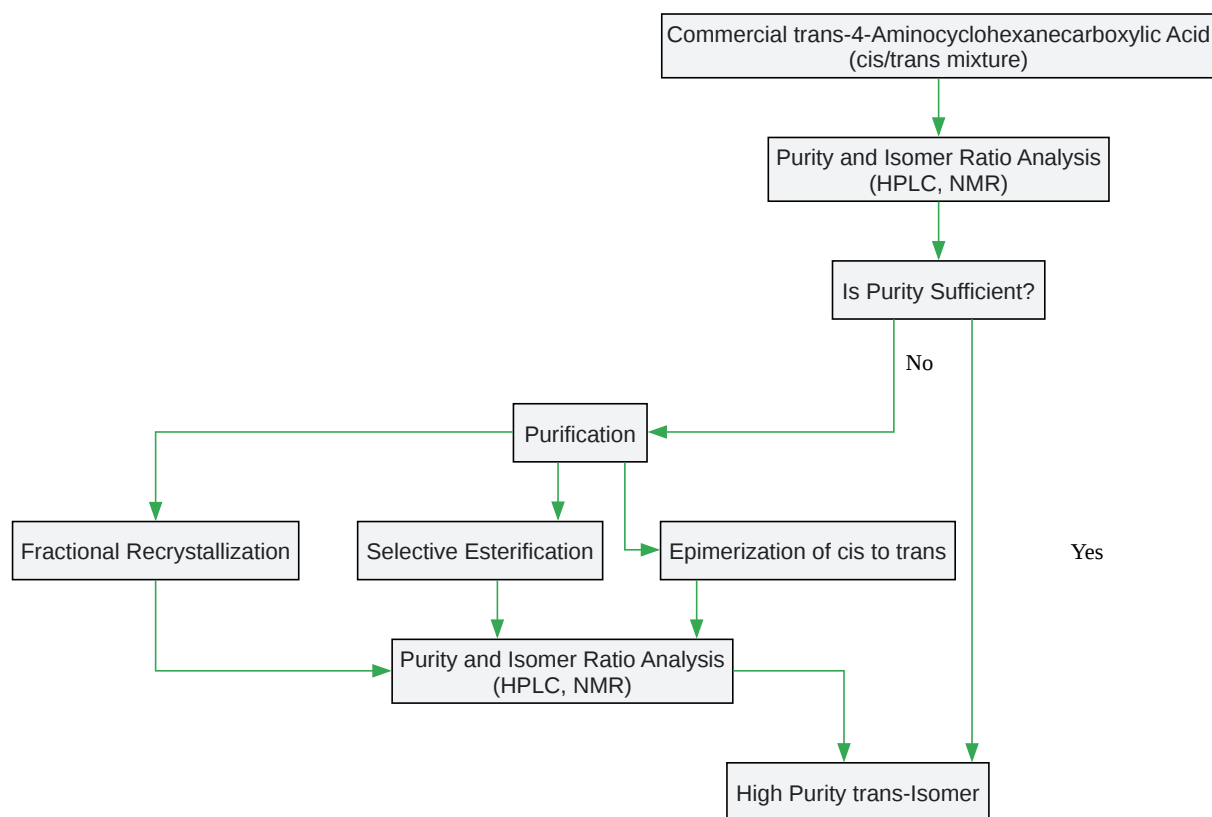 Commercial trans-4-Aminocyclohexanecarboxylic Acid
(cis/trans mixture)
Purity and Isomer Ratio Analysis
(HPLC, NMR)
Is Purity Sufficient?
No
Purification
Fractional Recrystallization
Selective Esterification
Epimerization of cis to trans
Yes
Purity and Isomer Ratio Analysis
(HPLC, NMR)
High Purity trans-Isomer